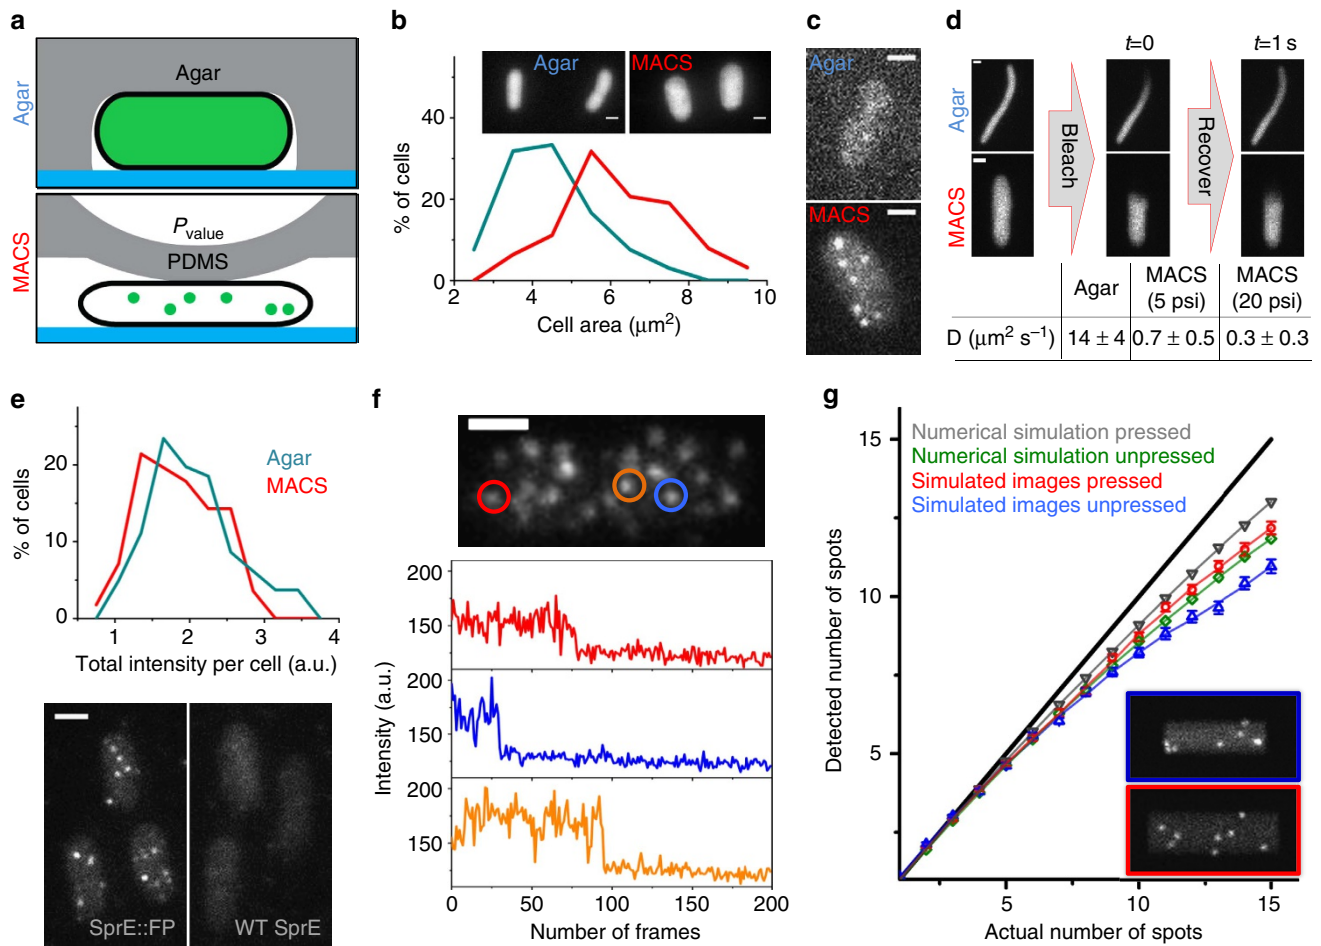 a
Agar
Agar
MACS
Pvalue
PDMS
b
Agar
MACS
% of cells
40
20
0
2
4
6
8
10
Cell area (μm²)
c
Agar
MACS
d
t=0
t=1 s
Agar
MACS
Bleach
Recover
Agar
MACS
(5 psi)
MACS
(20 psi)
D (μm² s⁻¹)
14 ± 4
0.7 ± 0.5
0.3 ± 0.3
e
% of cells
20
10
0
Agar
MACS
1
2
3
4
Total intensity per cell (a.u.)
SprE::FP
WT SprE
f
Intensity (a.u.)
200
150
200
150
200
150
0
50
100
150
200
Number of frames
g
Detected number of spots
15
10
5
Numerical simulation pressed
Numerical simulation unpressed
Simulated images pressed
Simulated images unpressed
5
10
15
Actual number of spots